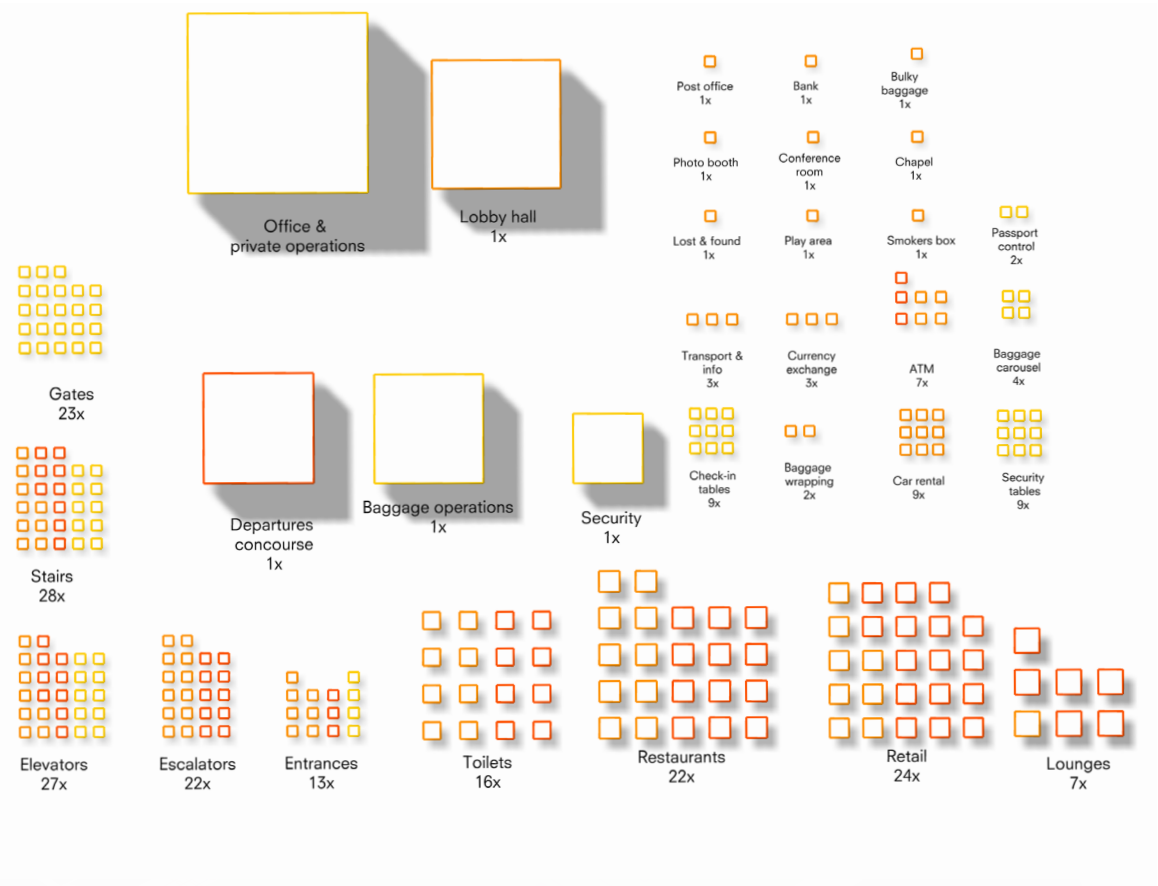 Post office
1x
Bank
1x
Bulky
baggage
1x
Photo booth
1x
Conference
room
1x
Chapel
1x
Office &
private operations
Lobby hall
1x
Lost & found
1x
Play area
1x
Smokers box
1x
Passport
control
2x
Gates
23x
Transport &
info
3x
Currency
exchange
3x
ATM
7x
Baggage
carousel
4x
Departures
concourse
1x
Baggage operations
1x
Security
1x
Check-in
tables
9x
Baggage
wrapping
2x
Car rental
9x
Security
tables
9x
Stairs
28x
Elevators
27x
Escalators
22x
Entrances
13x
Toilets
16x
Restaurants
22x
Retail
24x
Lounges
7x